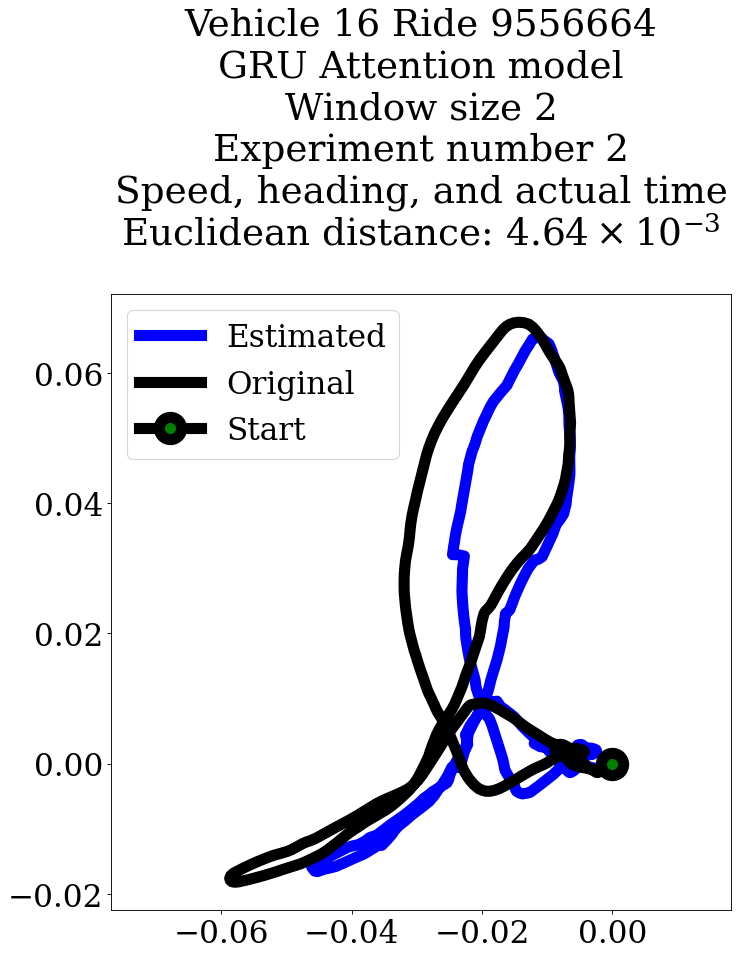 Vehicle 16 Ride 9556664
GRU Attention model
Window size 2
Experiment number 2
Speed, heading, and actual time
Euclidean distance: 4.64 × 10⁻³
Estimated
Original
Start
0.06
0.04
0.02
0.00
−0.02
−0.06 −0.04 −0.02 0.00